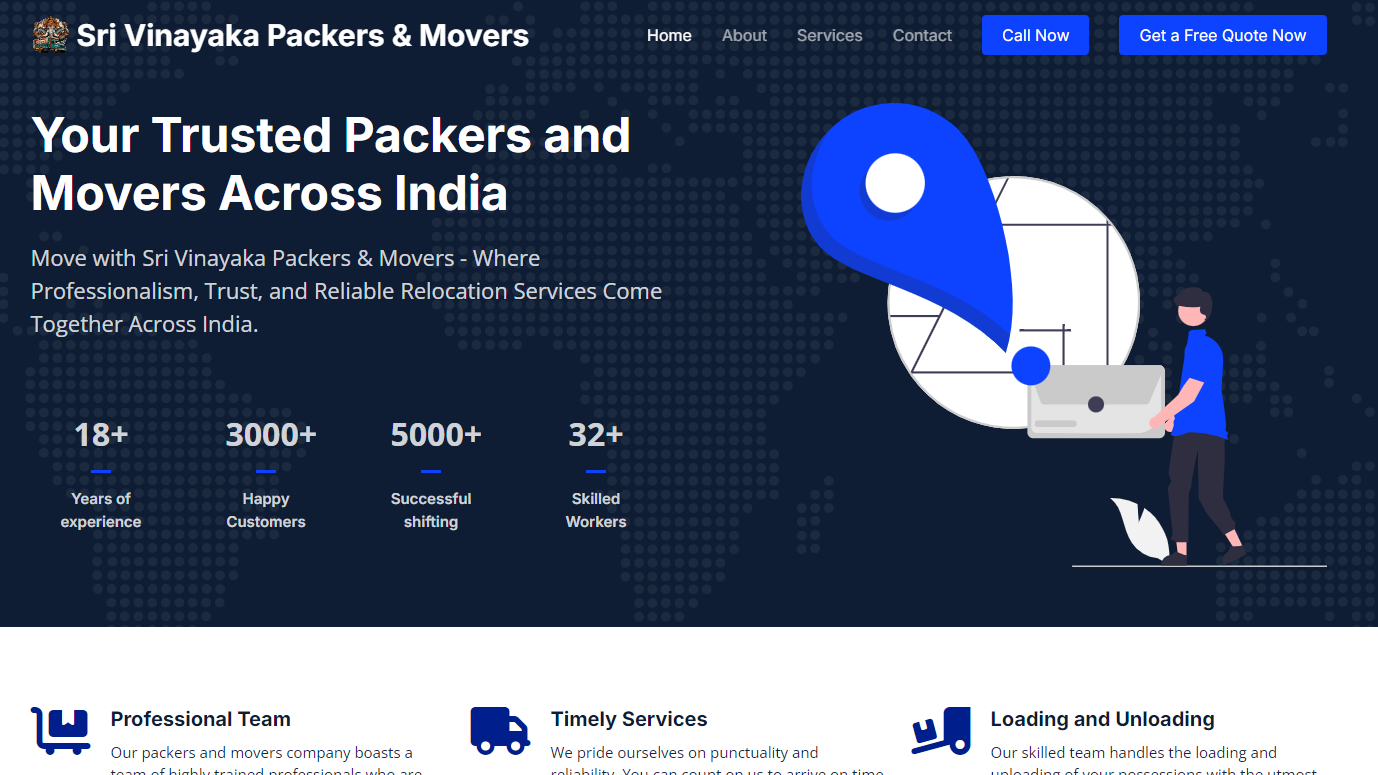 Sri Vinayaka Packers & Movers
Home
About
Services
Contact
Call Now
Get a Free Quote Now
Your Trusted Packers and
Movers Across India
Move with Sri Vinayaka Packers & Movers - Where
Professionalism, Trust, and Reliable Relocation Services Come
Together Across India.
18+
Years of
experience
3000+
Happy
Customers
5000+
Successful
shifting
32+
Skilled
Workers
Professional Team
Our packers and movers company boasts a
team of highly trained professionals who are
Timely Services
We pride ourselves on punctuality and
reliability. You can count on us to arrive on time
Loading and Unloading
Our skilled team handles the loading and
unloading of your possessions with the utmost